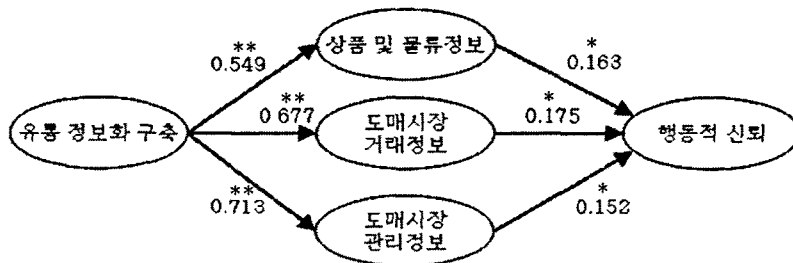 **
0.549
상품 및 물류정보
*
0.163
**
0 677
*
0.175
유통 정보화 구축
도매시장
거래정보
행동적 신뢰
**
0.713
도매시장
관리정보
*
0.152